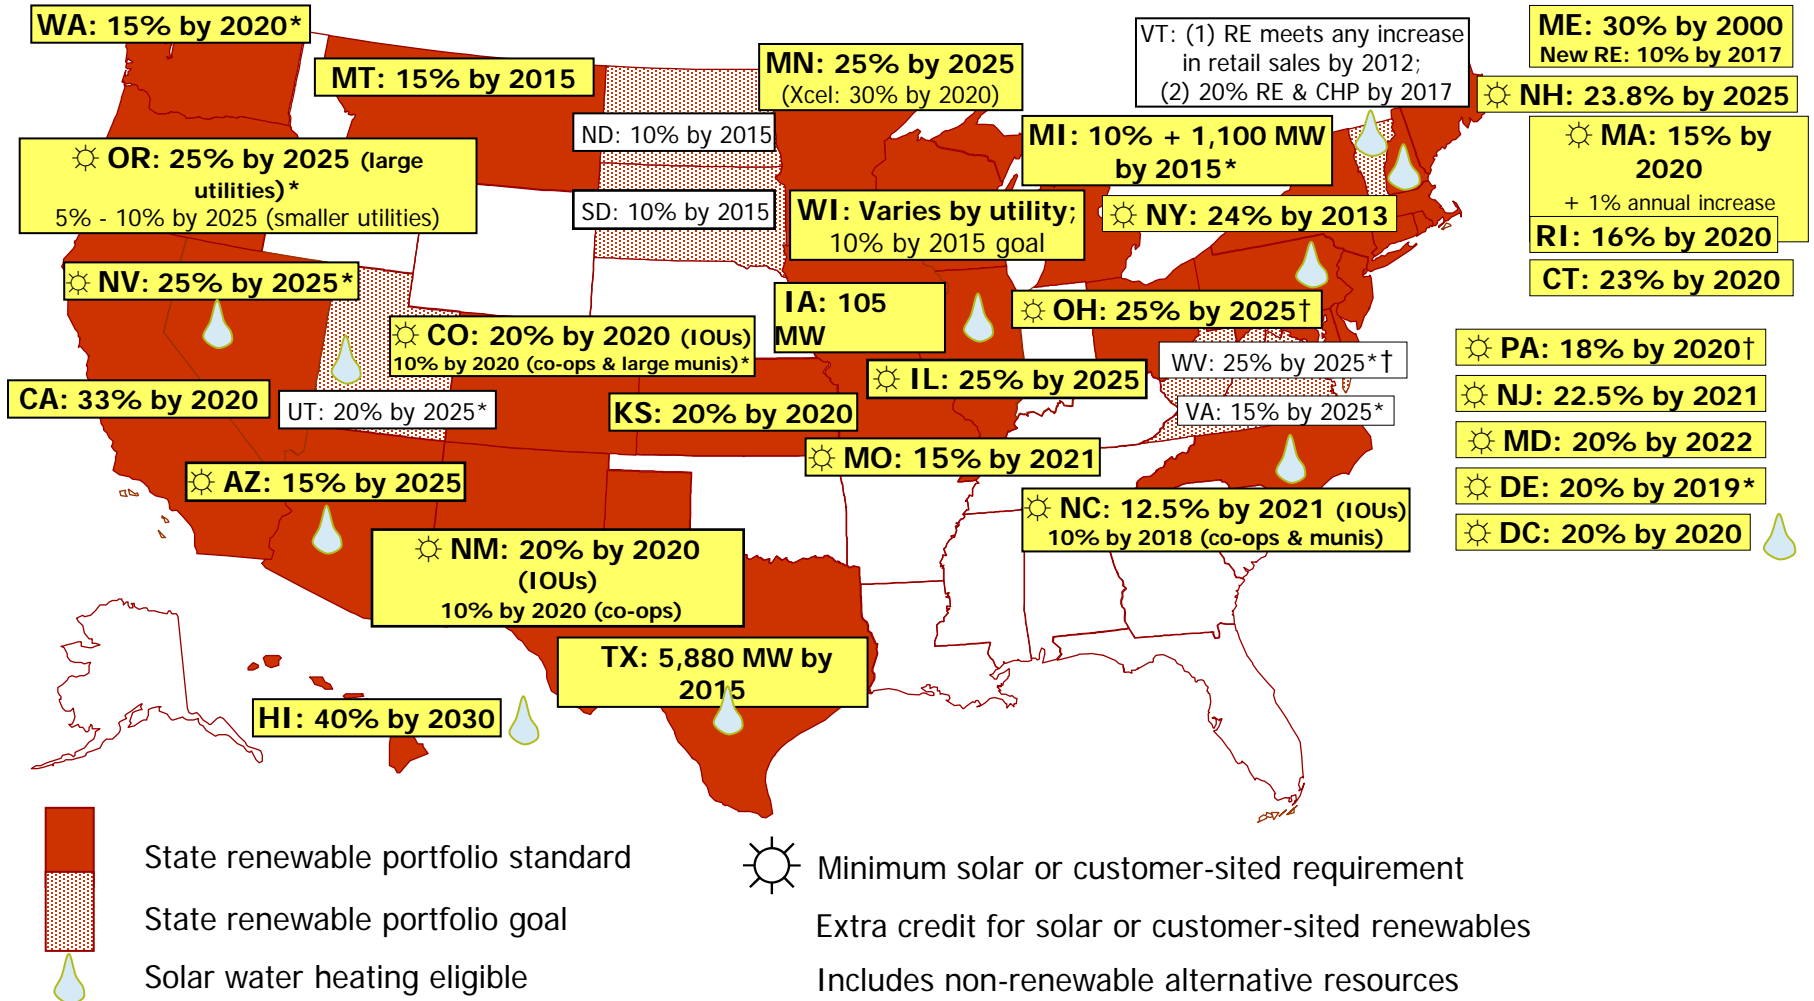 WA: 15% by 2020*
MT: 15% by 2015
MN: 25% by 2025
(Xcel: 30% by 2020)
VT: (1) RE meets any increase
in retail sales by 2012;
(2) 20% RE & CHP by 2017
ME: 30% by 2000
New RE: 10% by 2017
☼ NH: 23.8% by 2025
ND: 10% by 2015
MI: 10% + 1,100 MW
by 2015*
☼ MA: 15% by
2020
+ 1% annual increase
☼ OR: 25% by 2025 (large
utilities)*
5% - 10% by 2025 (smaller utilities)
SD: 10% by 2015
WI: Varies by utility;
10% by 2015 goal
☼ NY: 24% by 2013
RI: 16% by 2020
CT: 23% by 2020
☼ NV: 25% by 2025*
IA: 105
MW
☼ OH: 25% by 2025†
☼ CO: 20% by 2020 (IOUs)
10% by 2020 (co-ops & large munis)*
WV: 25% by 2025*†
☼ PA: 18% by 2020†
☼ IL: 25% by 2025
CA: 33% by 2020
UT: 20% by 2025*
KS: 20% by 2020
VA: 15% by 2025*
☼ NJ: 22.5% by 2021
☼ MO: 15% by 2021
☼ MD: 20% by 2022
☼ AZ: 15% by 2025
☼ DE: 20% by 2019*
☼ NC: 12.5% by 2021 (IOUs)
10% by 2018 (co-ops & munis)
☼ DC: 20% by 2020
☼ NM: 20% by 2020
(IOUs)
10% by 2020 (co-ops)
TX: 5,880 MW by
2015
HI: 40% by 2030
State renewable portfolio standard
State renewable portfolio goal
Solar water heating eligible
Minimum solar or customer-sited requirement
Extra credit for solar or customer-sited renewables
Includes non-renewable alternative resources